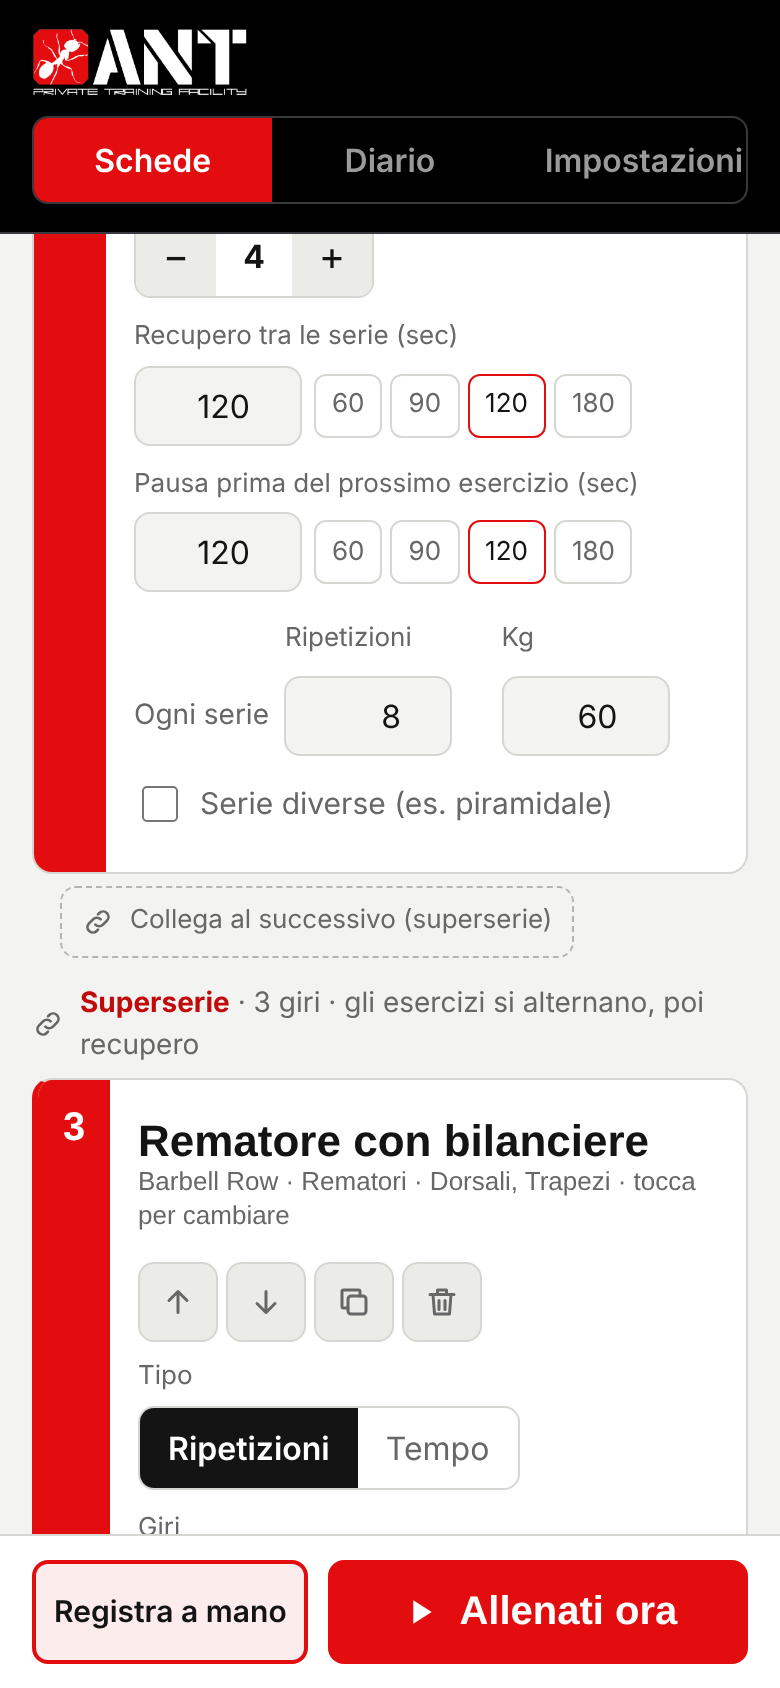 ANT
PRIVATE TRAINING FACILITY
Schede Diario Impostazioni
− 4 +
Recupero tra le serie (sec)
120 60 90 120 180
Pausa prima del prossimo esercizio (sec)
120 60 90 120 180
Ripetizioni Kg
Ogni serie 8 60
Serie diverse (es. piramidale)
Collega al successivo (superserie)
Superserie · 3 giri · gli esercizi si alternano, poi
recupero
3
Rematore con bilanciere
Barbell Row · Rematori · Dorsali, Trapezi · tocca
per cambiare
Tipo
Ripetizioni Tempo
Giri
Registra a mano Allenati ora